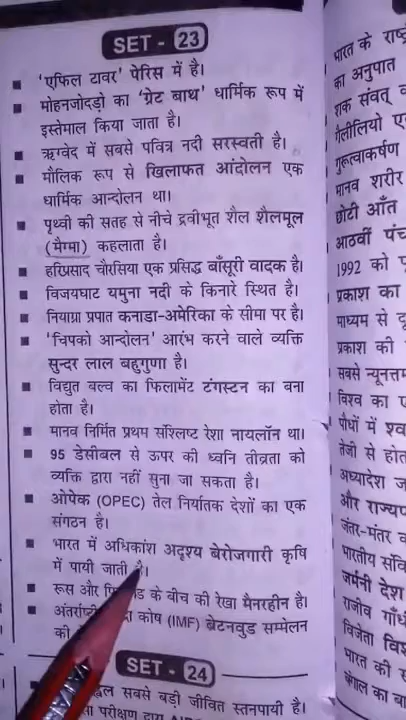 SET - 23
'एफिल टावर' पेरिस में है।
मोहनजोदड़ो का 'ग्रेट बाथ' धार्मिक रूप में
इस्तेमाल किया जाता है।
ऋग्वेद में सबसे पवित्र नदी सरस्वती है।
मौलिक रूप से खिलाफत आंदोलन एक
धार्मिक आन्दोलन था।
पृथ्वी की सतह से नीचे द्रवीभूत शैल शैलमूल
(मैग्मा) कहलाता है।
हरिप्रसाद चौरसिया एक प्रसिद्ध बाँसूरी वादक है।
विजयघाट यमुना नदी के किनारे स्थित है।
नियाग्रा प्रपात कनाडा-अमेरिका के सीमा पर है।
'चिपको आन्दोलन' आरंभ करने वाले व्यक्ति
सुन्दर लाल बहुगुणा है।
विद्युत बल्व का फिलामेंट टंगस्टन का बना
होता है।
मानव निर्मित प्रथम संश्लिष्ट रेशा नायलॉन था।
95 डेसीबल से ऊपर की ध्वनि तीव्रता को
व्यक्ति द्वारा नहीं सुना जा सकता है।
ओपेक (OPEC) तेल निर्यातक देशों का एक
संगठन है।
भारत में अधिकांश अदृश्य बेरोजगारी कृषि
में पायी जाती है।
रूस और के बीच की रेखा मैनरहीन है।
कोष (IMF) ब्रेटनवुड सम्मेलन
की
SET - 24
सबसे बड़ी जीवित स्तनपायी है।
परीक्षण द्वारा
भारत के
का अनुपात
शक संवत्
गैलीलियो
गुरूत्वाकर्षण
मानव शरीर
छोटी आँत
आठवीं
1992 को
प्रकाश का
माध्यम से
प्रकाश की
सबसे न्यूनतम
विश्व का
पौधों में
तेजी से
अध्यादेश
और राज्यप
जंतर-मंतर
भारतीय
जर्मनी देश
राजीव गाँधी
विजेता
भारत की
बंगाल का